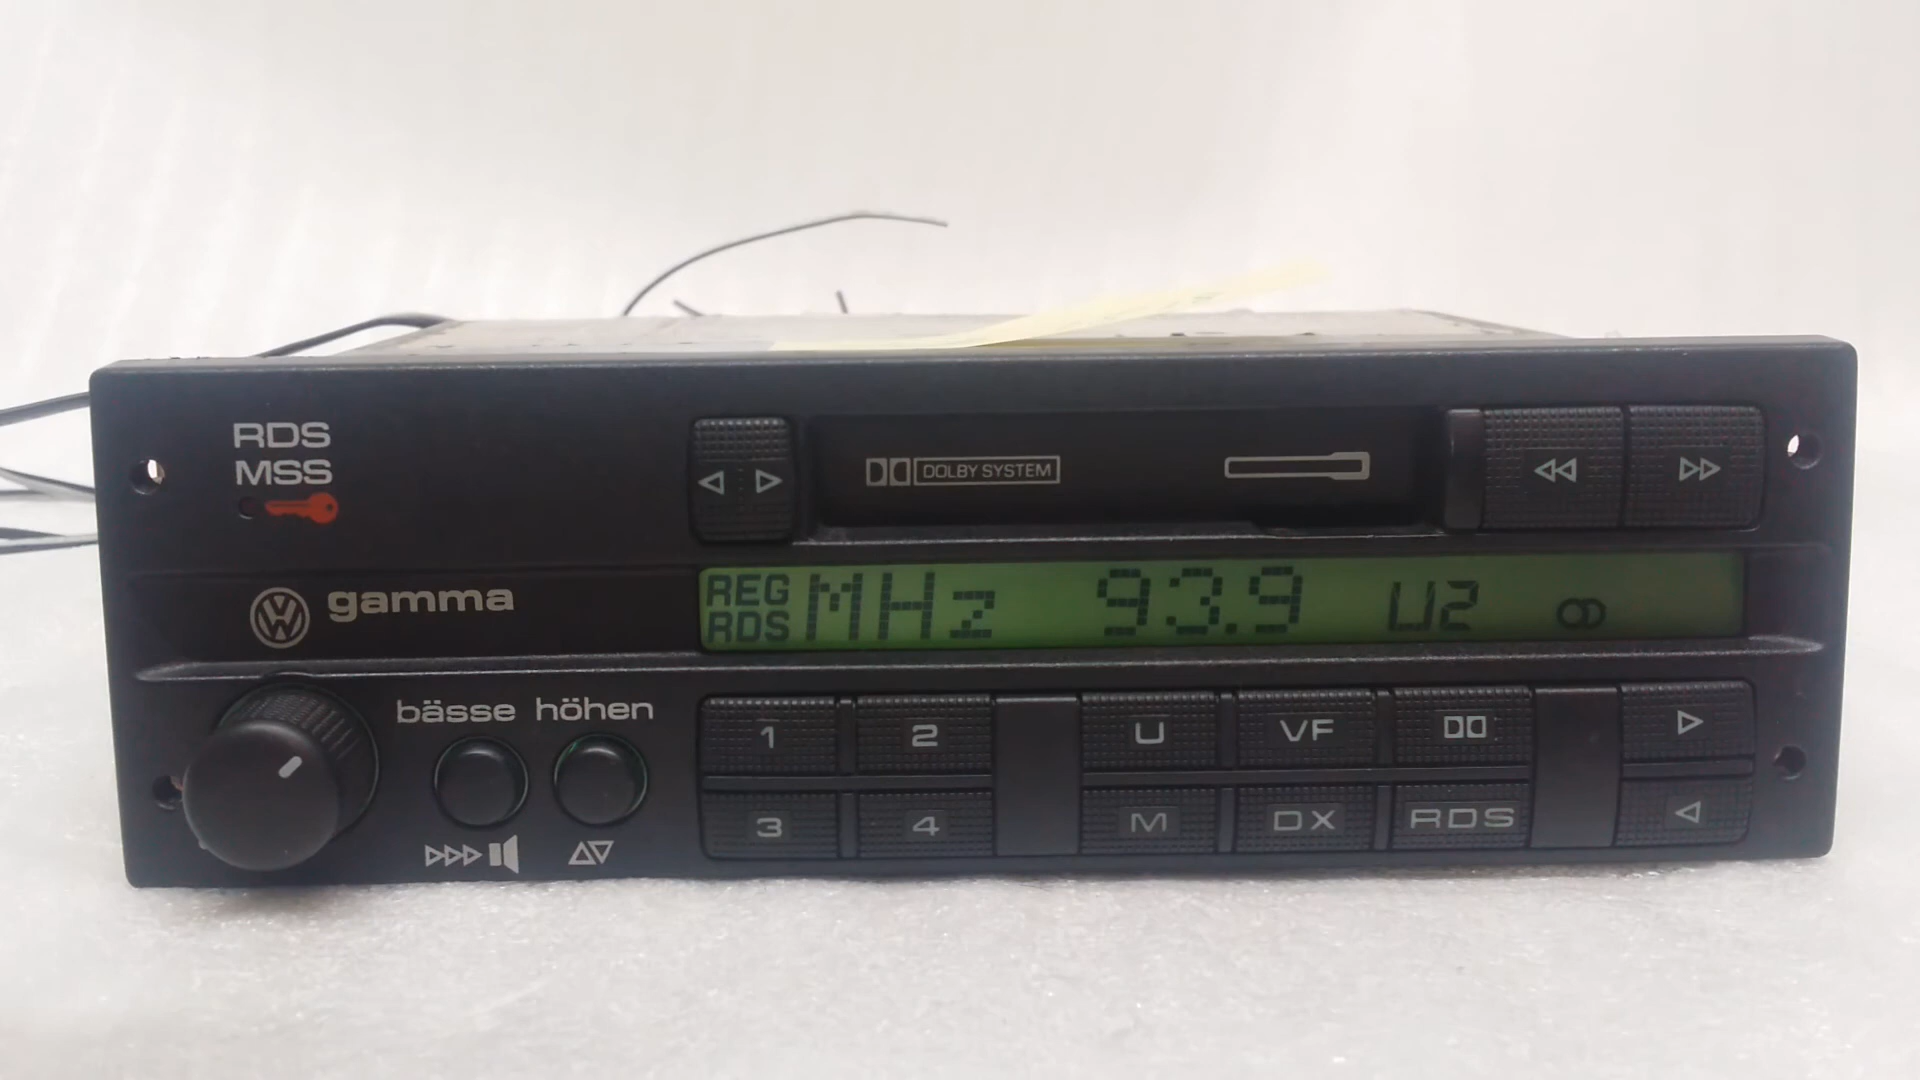 RDS
MSS
DOLBY SYSTEM
gamma
REG
RDS
MHz 93.9 U2
bässe höhen
1 2 U VF
3 4 M DX RDS